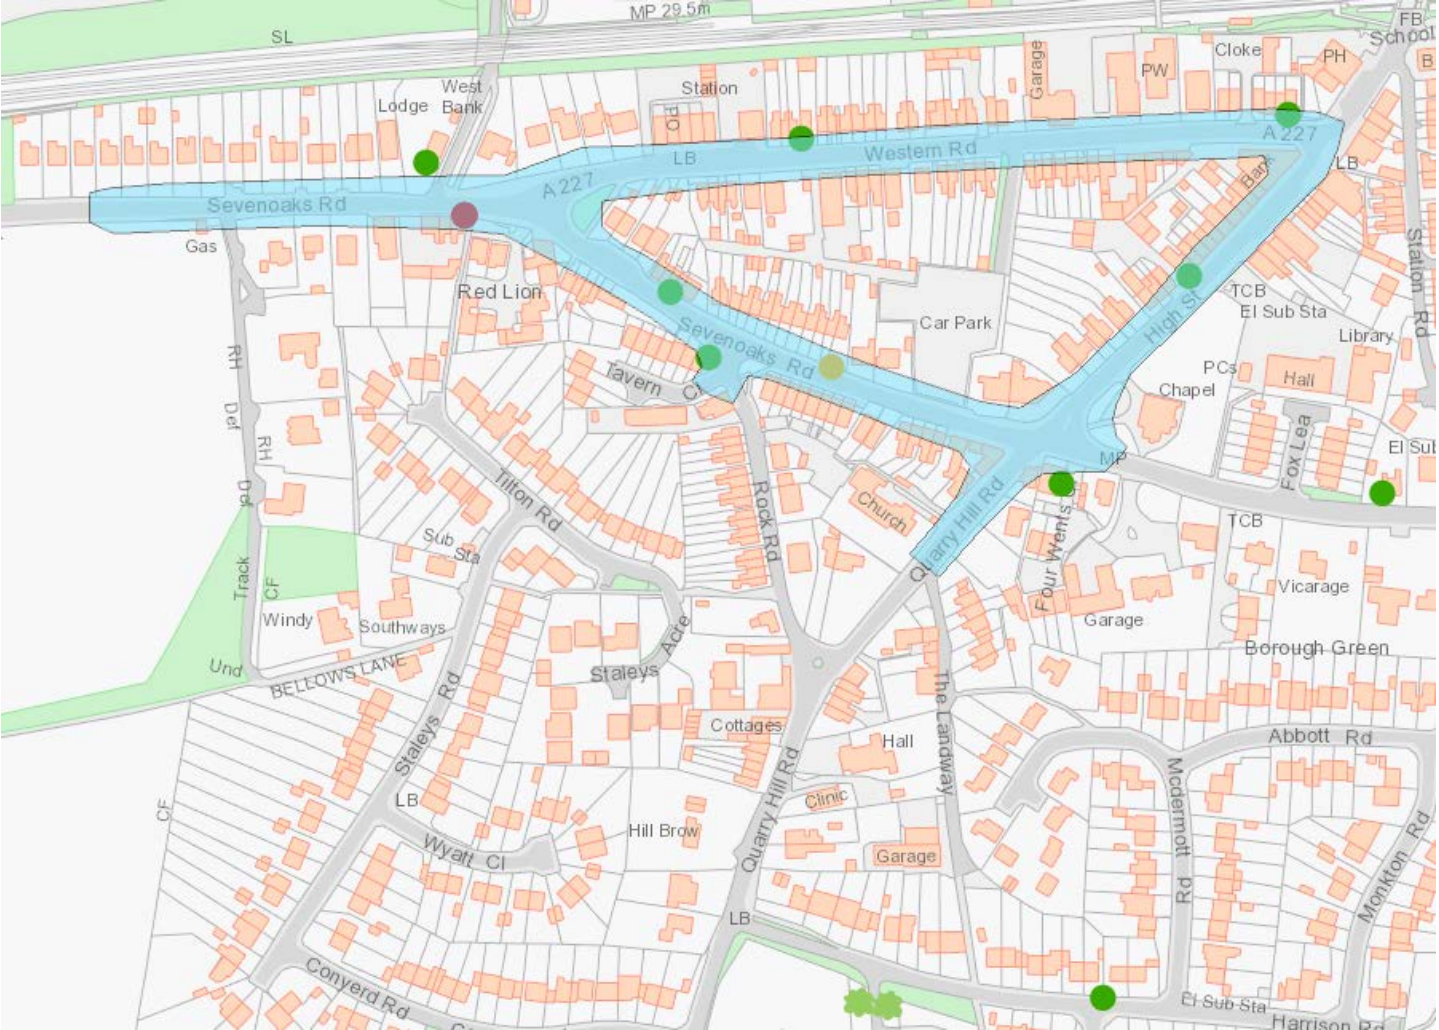 MP 29.5m
FB
School
SL
Cloke
PH
B
West
Bank
Station
Garage
PW
Lodge
PO
A 227
LB
Western Rd
LB
Bank
A 227
Sevenoaks Rd
Gas
Red Lion
TCB
El Sub Sta
Station Rd
High S
Car Park
Library
Sevenoaks Rd
RH
Tavern Cl
PCs
Chapel
Hall
Def
RH
Fox Lea
El Sub
MP
Def
Tilton Rd
Rock Rd
Church
Quarry Hill Rd
Four Wents
TCB
Sub
Sta
Track
CF
Windy
Southways
Vicarage
Garage
Borough Green
Und
BELLOWS LANE
Staleys
Acre
Staleys Rd
Cottages
The Landway
Hall
Abbott Rd
Mcdermott Rd
Quarry Hill Rd
CF
LB
Clinic
Hill Brow
Wyatt Cl
Garage
Monkton Rd
LB
Conyerd Rd
El Sub Sta
Harrison